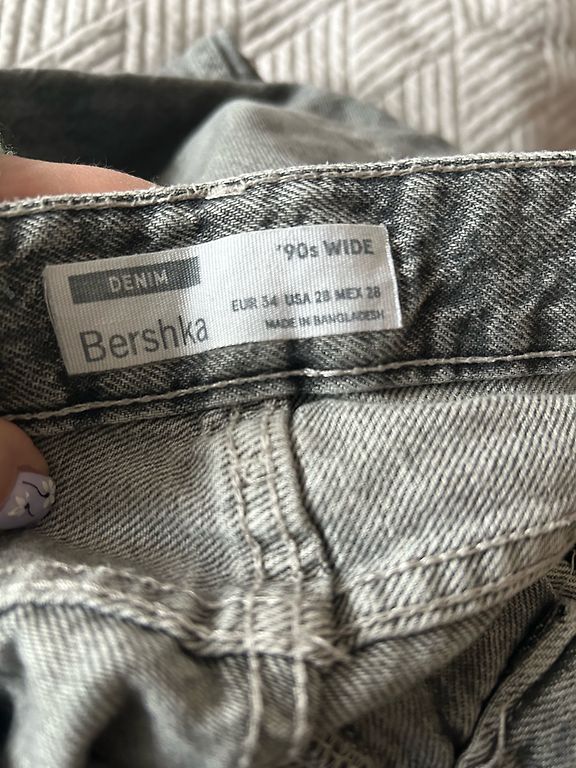 '90s WIDE
DENIM
EUR 34 USA 28 MEX 28
Bershka
MADE IN BANGLADESH